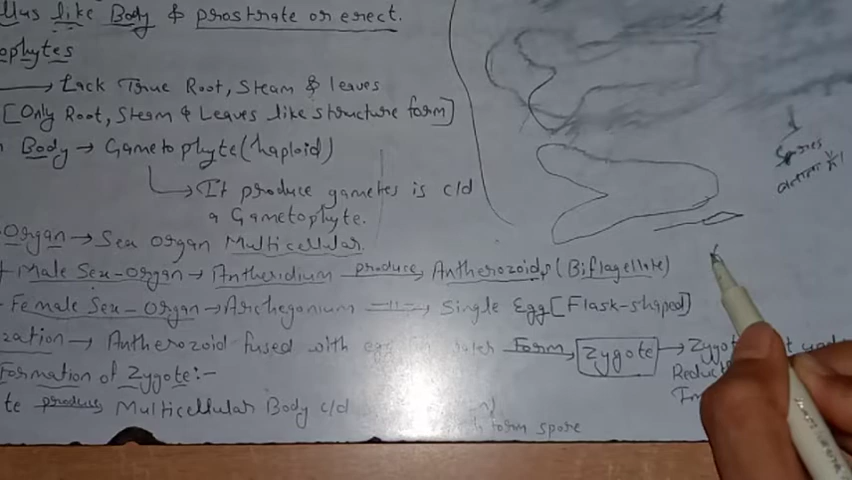 llus like Body & prostrate or erect.
ophytes
Lack True Root, Steam & leaves
[Only Root, Steam & Leaves like structure form]
Body → Gametophyte (haploid)
It produce gametes is c/d
a Gametophyte.
Organ → Sex organ Multicellular.
Male Sex-organ → Antheridium produce Antherozoids (Biflagellate)
Female Sex-organ → Archegonium —11→ Single Egg [Flask-shaped]
zation → Antherozoid fused with Form Zygote →
Formation of Zygote:-
te produce Multicellular Body c/d
form spore
Spores